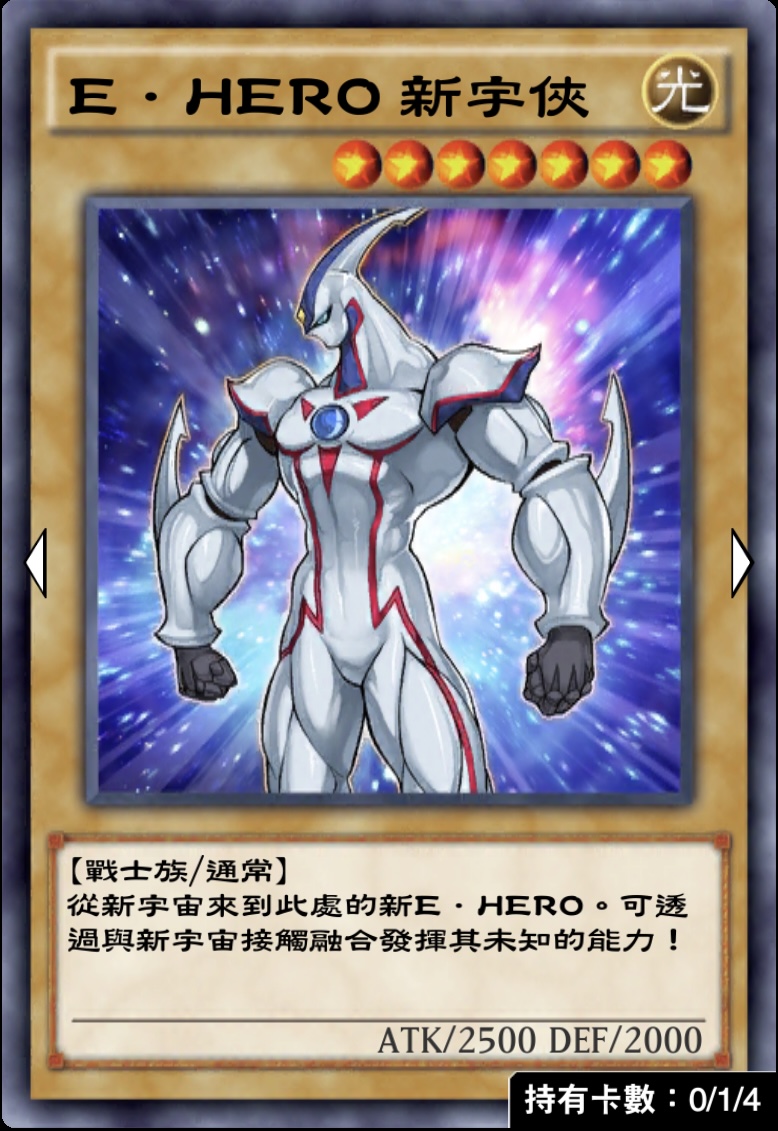 E・HERO 新宇俠
光
【戰士族/通常】
從新宇宙來到此處的新E・HERO。可透
過與新宇宙接觸融合發揮其未知的能力！
ATK/2500 DEF/2000
持有卡數：0/1/4